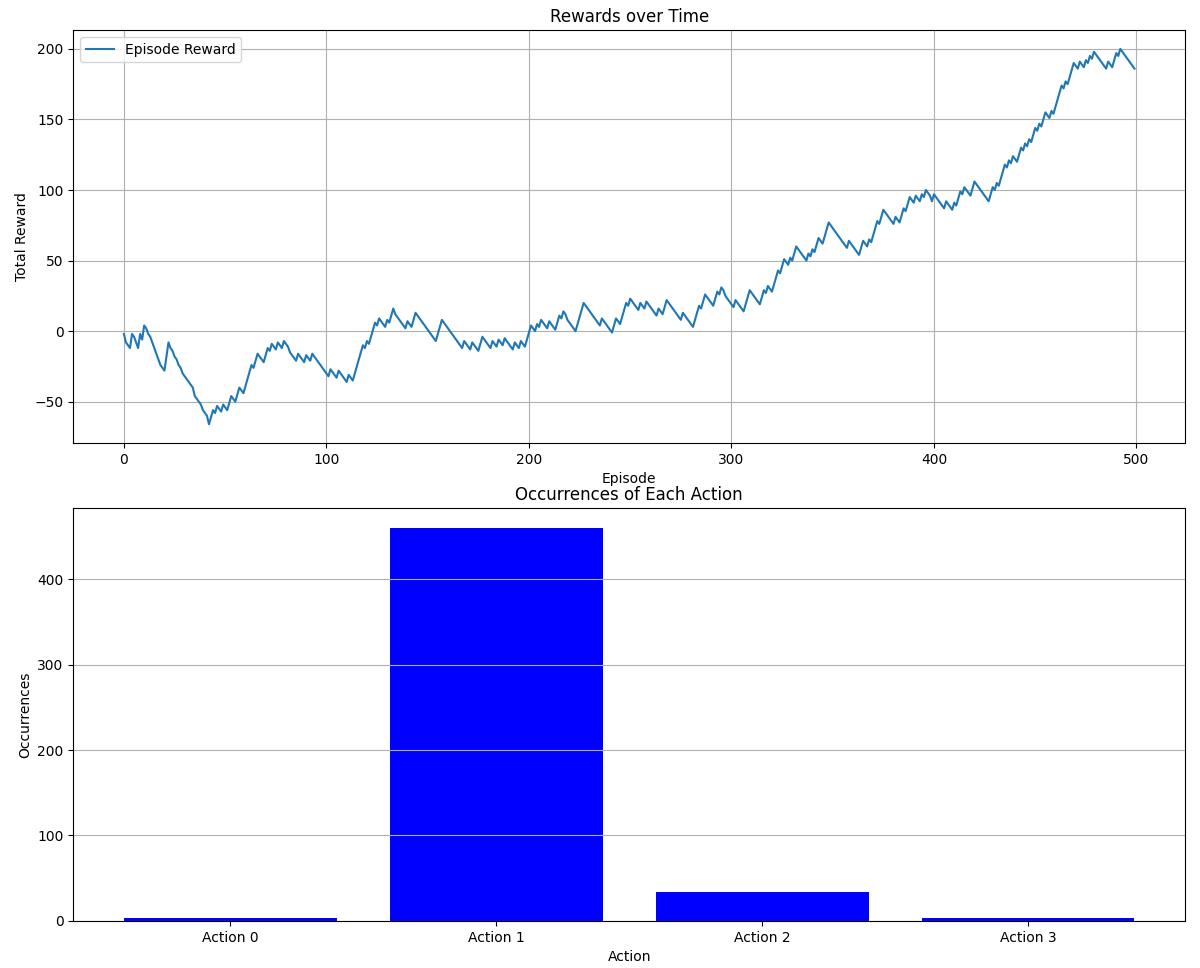 Rewards over Time
Episode Reward
Total Reward
200
150
100
50
0
−50
0 100 200 300 400 500
Episode
Occurrences of Each Action
Occurrences
400
300
200
100
0
Action 0 Action 1 Action 2 Action 3
Action